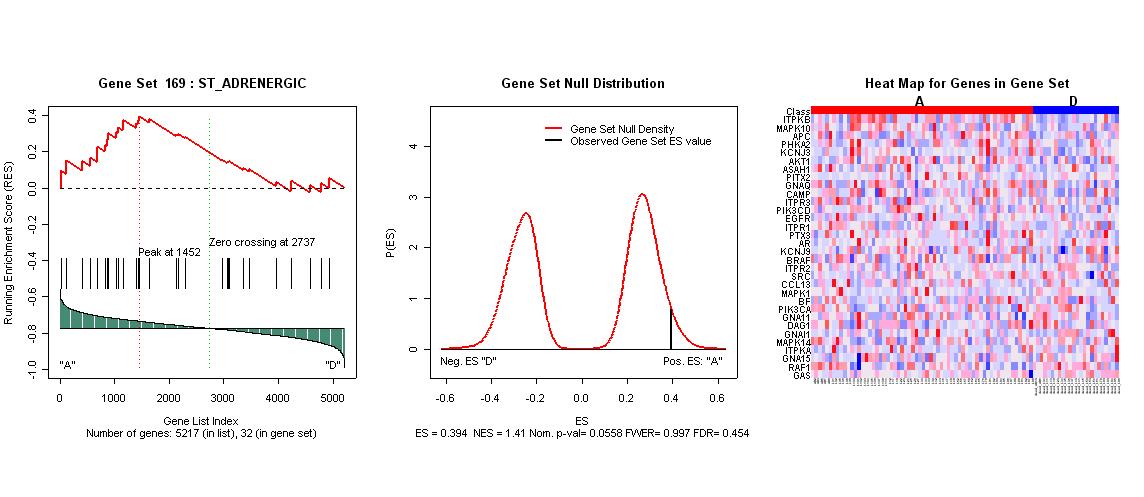 Gene Set 169 : ST_ADRENERGIC
Running Enrichment Score (RES)
0.4
0.2
0.0
-0.2
-0.4
-0.6
-0.8
-1.0
Peak at 1452
Zero crossing at 2737
"A"
"D"
0
1000
2000
3000
4000
5000
Gene List Index
Number of genes: 5217 (in list), 32 (in gene set)
Gene Set Null Distribution
P(ES)
4
3
2
1
0
Gene Set Null Density
Observed Gene Set ES value
Neg. ES "D"
Pos. ES: "A"
-0.6
-0.4
-0.2
0.0
0.2
0.4
0.6
ES
ES = 0.394 NES = 1.41 Nom. p-val= 0.0558 FWER= 0.997 FDR= 0.454
Heat Map for Genes in Gene Set
A
D
Class
ITPKB
MAPK10
APC
PHKA2
KCNJ3
AKT1
ASAH1
PITX2
GNAQ
CAMP
ITPR3
PIK3CD
EGFR
ITPR1
PTX3
AR
KCNJ9
BRAF
ITPR2
SRC
CCL13
MAPK1
BF
PIK3CA
GNA11
DAG1
GNAI1
MAPK14
ITPKA
GNA15
RAF1
GAS